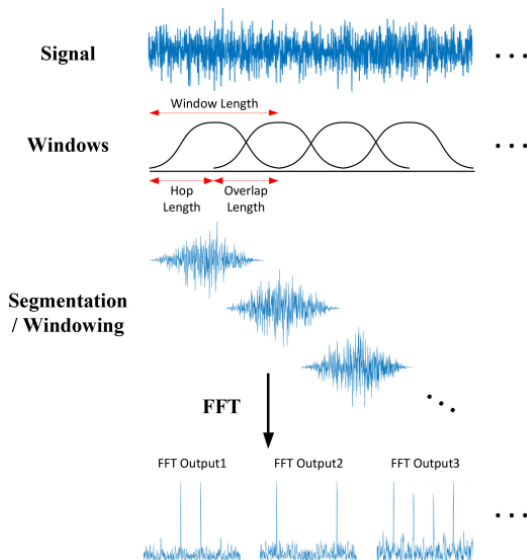 Signal
. . .
Window Length
Windows
. . .
Hop
Length
Overlap
Length
Segmentation
/ Windowing
. . .
FFT
FFT Output1
FFT Output2
FFT Output3
. . .